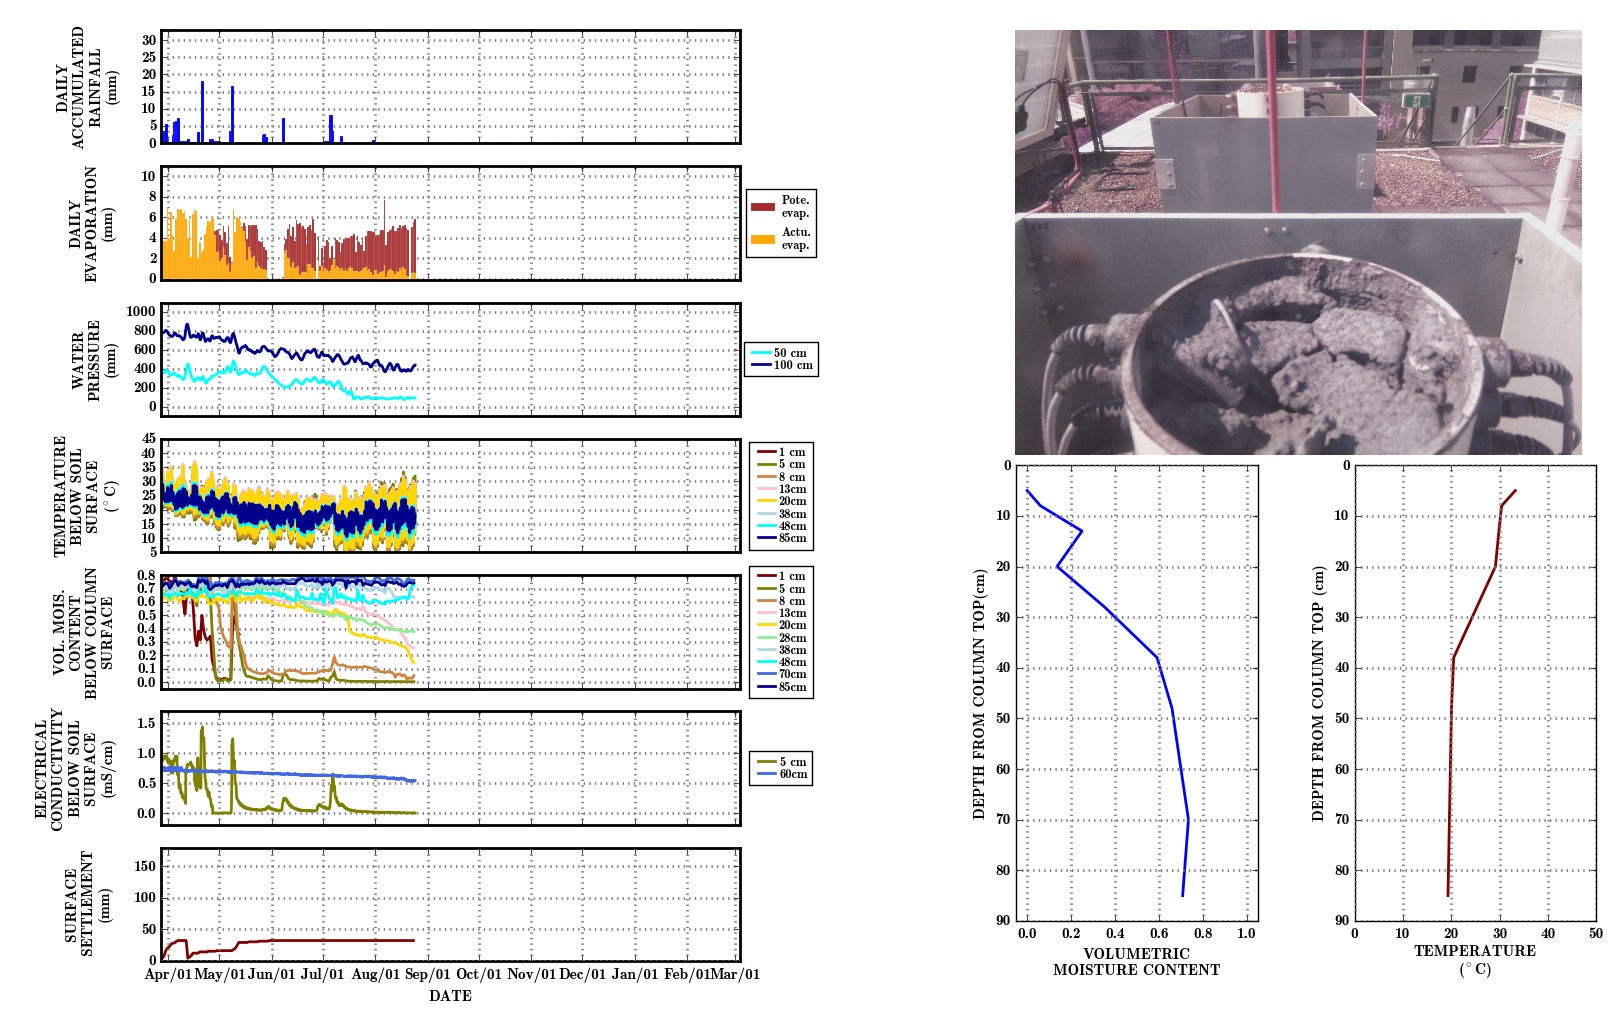 DAILY
ACCUMULATED
RAINFALL
(mm)
30
25
20
15
10
5
0
DAILY
EVAPORATION
(mm)
10
8
6
4
2
0
Pote.
evap.
Actu.
evap.
WATER
PRESSURE
(mm)
1000
800
600
400
200
0
50 cm
100 cm
TEMPERATURE
BELOW SOIL
SURFACE
(°C)
45
40
35
30
25
20
15
10
5
1 cm
5 cm
8 cm
13cm
20cm
38cm
48cm
85cm
VOL. MOIS.
CONTENT
BELOW COLUMN
SURFACE
0.8
0.7
0.6
0.5
0.4
0.3
0.2
0.1
0.0
1 cm
5 cm
8 cm
13cm
20cm
28cm
38cm
48cm
70cm
85cm
ELECTRICAL
CONDUCTIVITY
BELOW SOIL
SURFACE
(mS/cm)
1.5
1.0
0.5
0.0
5 cm
60cm
SURFACE
SETTLEMENT
(mm)
150
100
50
0
Apr/01 May/01 Jun/01 Jul/01 Aug/01 Sep/01 Oct/01 Nov/01 Dec/01 Jan/01 Feb/01 Mar/01
DATE
DEPTH FROM COLUMN TOP(cm)
0
10
20
30
40
50
60
70
80
90
0.0 0.2 0.4 0.6 0.8 1.0
VOLUMETRIC
MOISTURE CONTENT
DEPTH FROM COLUMN TOP (cm)
0
10
20
30
40
50
60
70
80
90
0 10 20 30 40 50
TEMPERATURE
(°C)